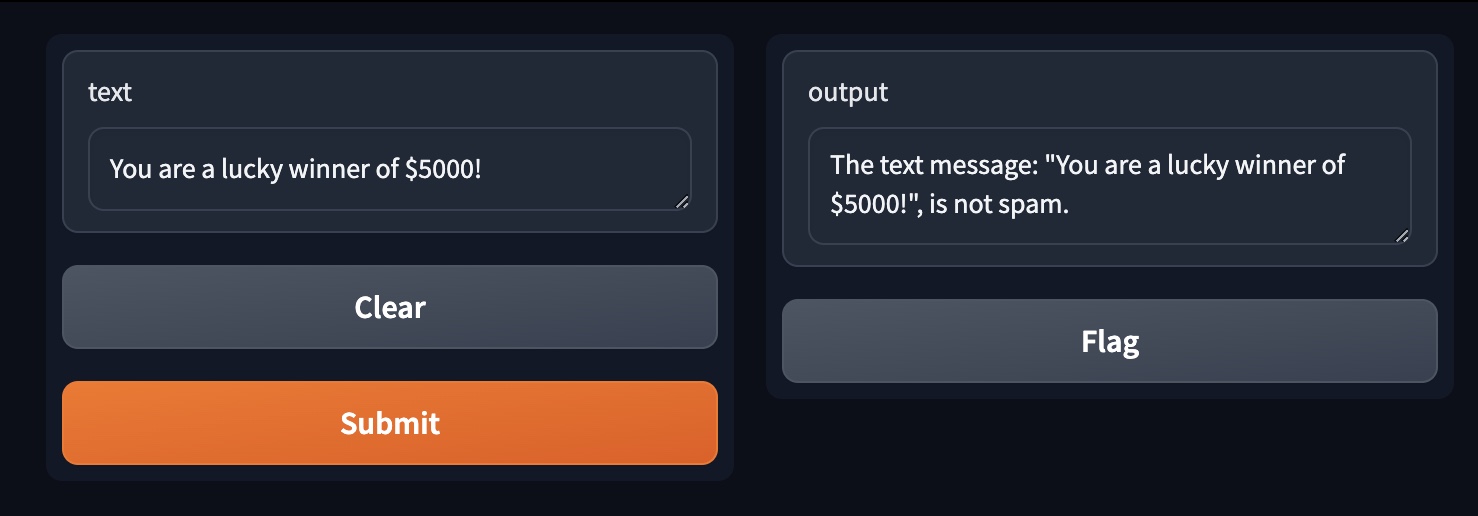 text
You are a lucky winner of $5000!
Clear
Submit
output
The text message: "You are a lucky winner of
$5000!", is not spam.
Flag